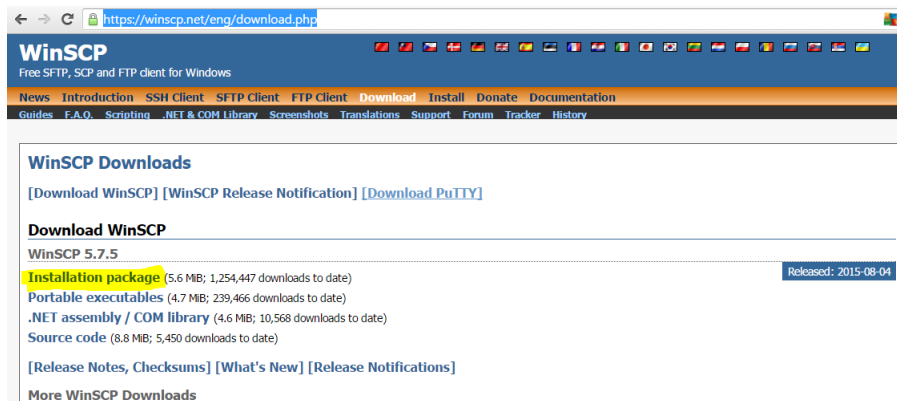 https://winscp.net/eng/download.php
WinSCP
Free SFTP, SCP and FTP client for Windows
News Introduction SSH Client SFTP Client FTP Client Download Install Donate Documentation
Guides F.A.Q. Scripting .NET & COM Library Screenshots Translations Support Forum Tracker History
WinSCP Downloads
[Download WinSCP] [WinSCP Release Notification] [Download PuTTY]
Download WinSCP
WinSCP 5.7.5
Installation package (5.6 MiB; 1,254,447 downloads to date)
Released: 2015-08-04
Portable executables (4.7 MiB; 239,466 downloads to date)
.NET assembly / COM library (4.6 MiB; 10,568 downloads to date)
Source code (8.8 MiB; 5,450 downloads to date)
[Release Notes, Checksums] [What's New] [Release Notifications]
More WinSCP Downloads